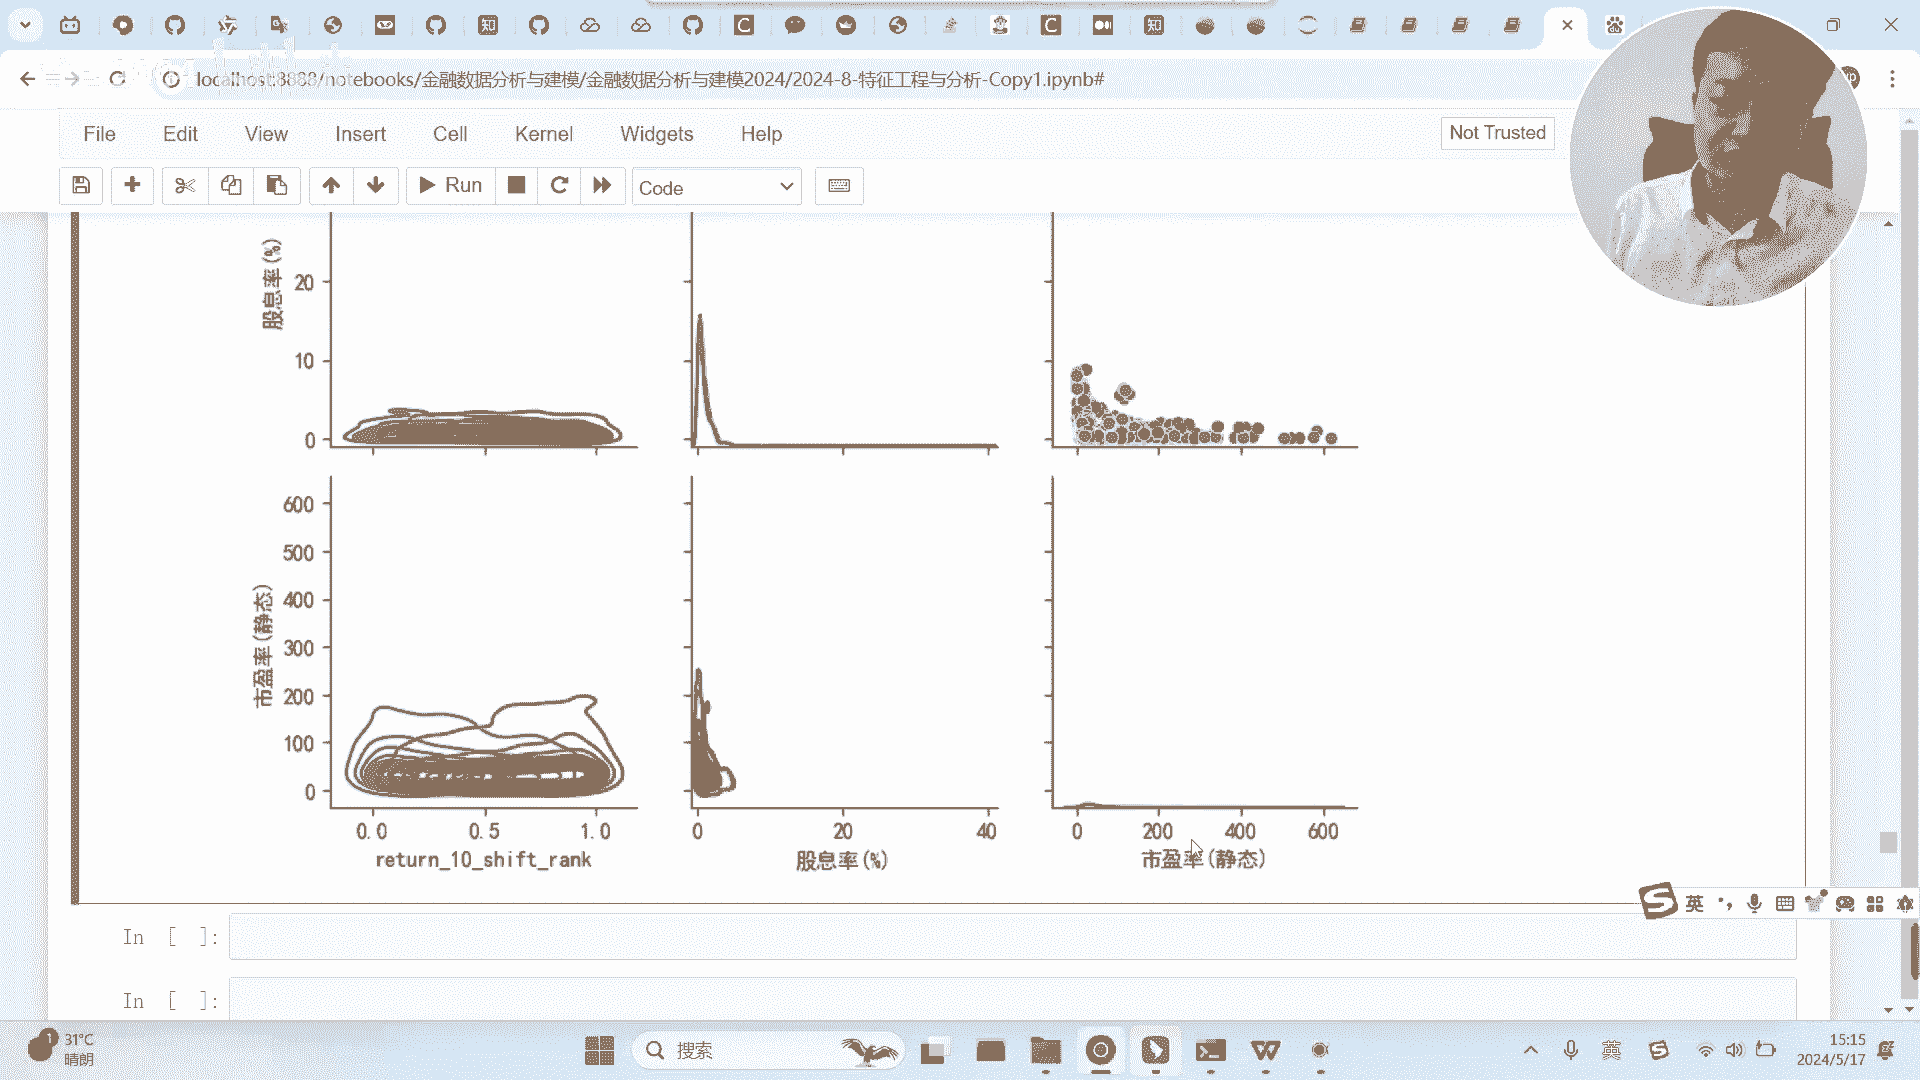 localhost:8888/notebooks/金融数据分析与建模/金融数据分析与建模2024/2024-8-特征工程与分析-Copy1.ipynb#
File Edit View Insert Cell Kernel Widgets Help
Not Trusted
Run
Code
股息率(%)
20
10
0
市盈率(静态)
600
500
400
300
200
100
0
0.0 0.5 1.0
return_10_shift_rank
0 20 40
股息率(%)
0 200 400 600
市盈率(静态)
英
In [ ]:
In [ ]:
1
31°C
晴朗
搜索
英
15:15
2024/5/17